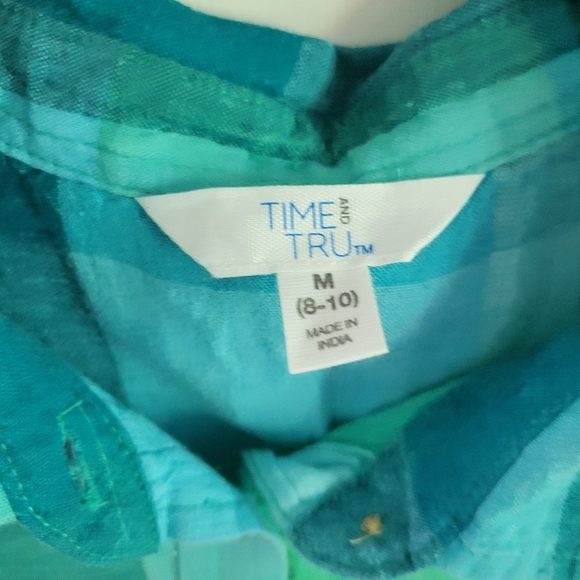 TIME AND
TRU™
M
(8-10)
MADE IN
INDIA